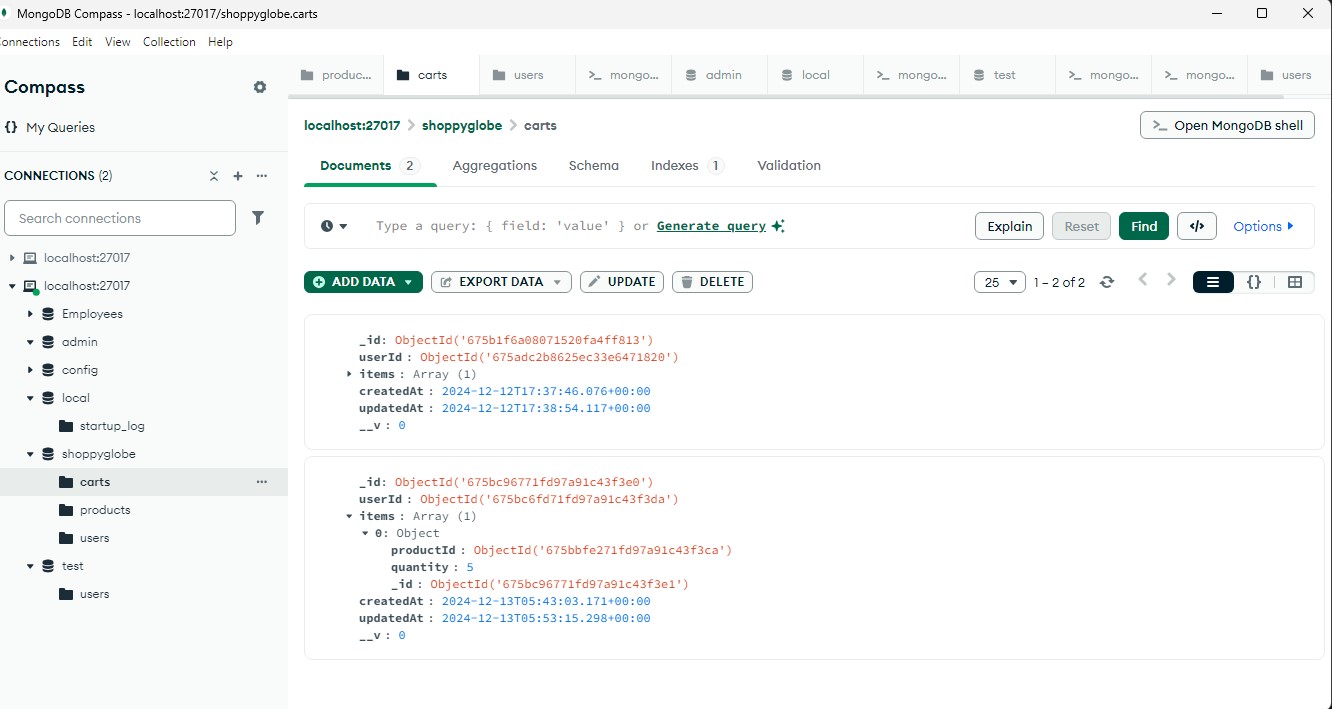 MongoDB Compass - localhost:27017/shoppyglobe.carts
onnections Edit View Collection Help
Compass
{} My Queries
CONNECTIONS (2)
Search connections
localhost:27017
localhost:27017
Employees
admin
config
local
startup_log
shoppyglobe
carts
products
users
test
users
produc... carts users >_ mongo... admin local >_ mongo... test >_ mongo... >_ mongo... users
localhost:27017 > shoppyglobe > carts
>_ Open MongoDB shell
Documents 2 Aggregations Schema Indexes 1 Validation
Type a query: { field: 'value' } or Generate query
Explain Reset Find </> Options
ADD DATA EXPORT DATA UPDATE DELETE
25 1 – 2 of 2 {}
_id: ObjectId('675b1f6a08071520fa4ff813')
userId : ObjectId('675adc2b8625ec33e6471820')
items : Array (1)
createdAt : 2024-12-12T17:37:46.076+00:00
updatedAt : 2024-12-12T17:38:54.117+00:00
__v : 0
_id: ObjectId('675bc96771fd97a91c43f3e0')
userId : ObjectId('675bc6fd71fd97a91c43f3da')
items : Array (1)
0: Object
productId : ObjectId('675bbfe271fd97a91c43f3ca')
quantity : 5
_id : ObjectId('675bc96771fd97a91c43f3e1')
createdAt : 2024-12-13T05:43:03.171+00:00
updatedAt : 2024-12-13T05:53:15.298+00:00
__v : 0